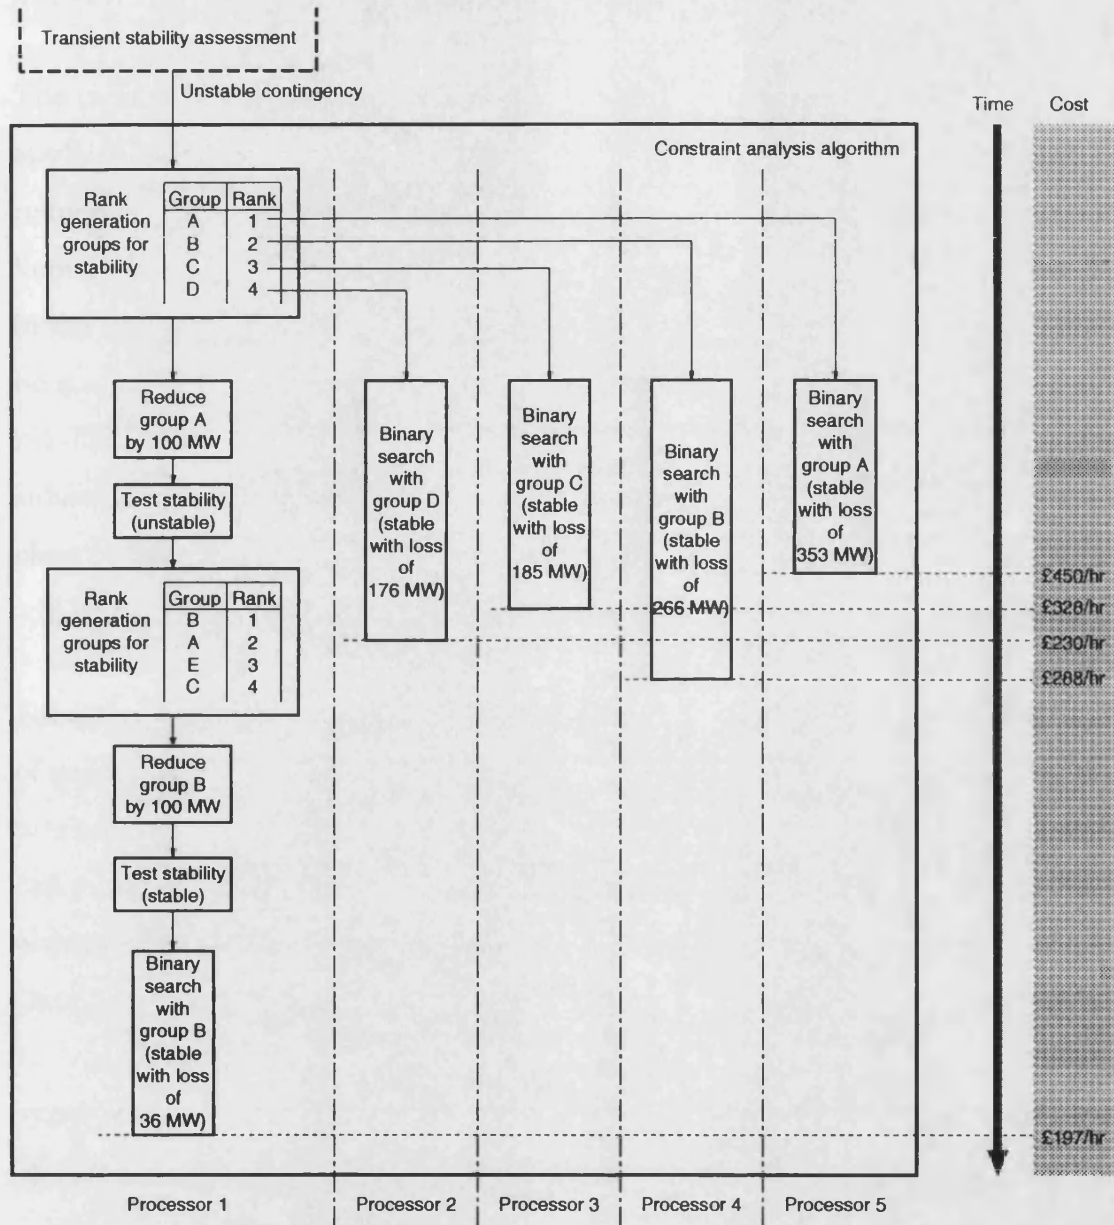 Transient stability assessment
Unstable contingency
Time
Cost
Constraint analysis algorithm
Rank
generation
groups for
stability
Group Rank
A 1
B 2
C 3
D 4
Reduce
group A
by 100 MW
Test stability
(unstable)
Rank
generation
groups for
stability
Group Rank
B 1
A 2
E 3
C 4
Reduce
group B
by 100 MW
Test stability
(stable)
Binary
search
with
group B
(stable
with loss
of
36 MW)
Binary
search
with
group D
(stable
with loss
of
176 MW)
Binary
search
with
group C
(stable
with loss
of
185 MW)
Binary
search
with
group B
(stable
with loss
of
266 MW)
Binary
search
with
group A
(stable
with loss
of
353 MW)
£450/hr
£328/hr
£230/hr
£288/hr
£197/hr
Processor 1
Processor 2
Processor 3
Processor 4
Processor 5